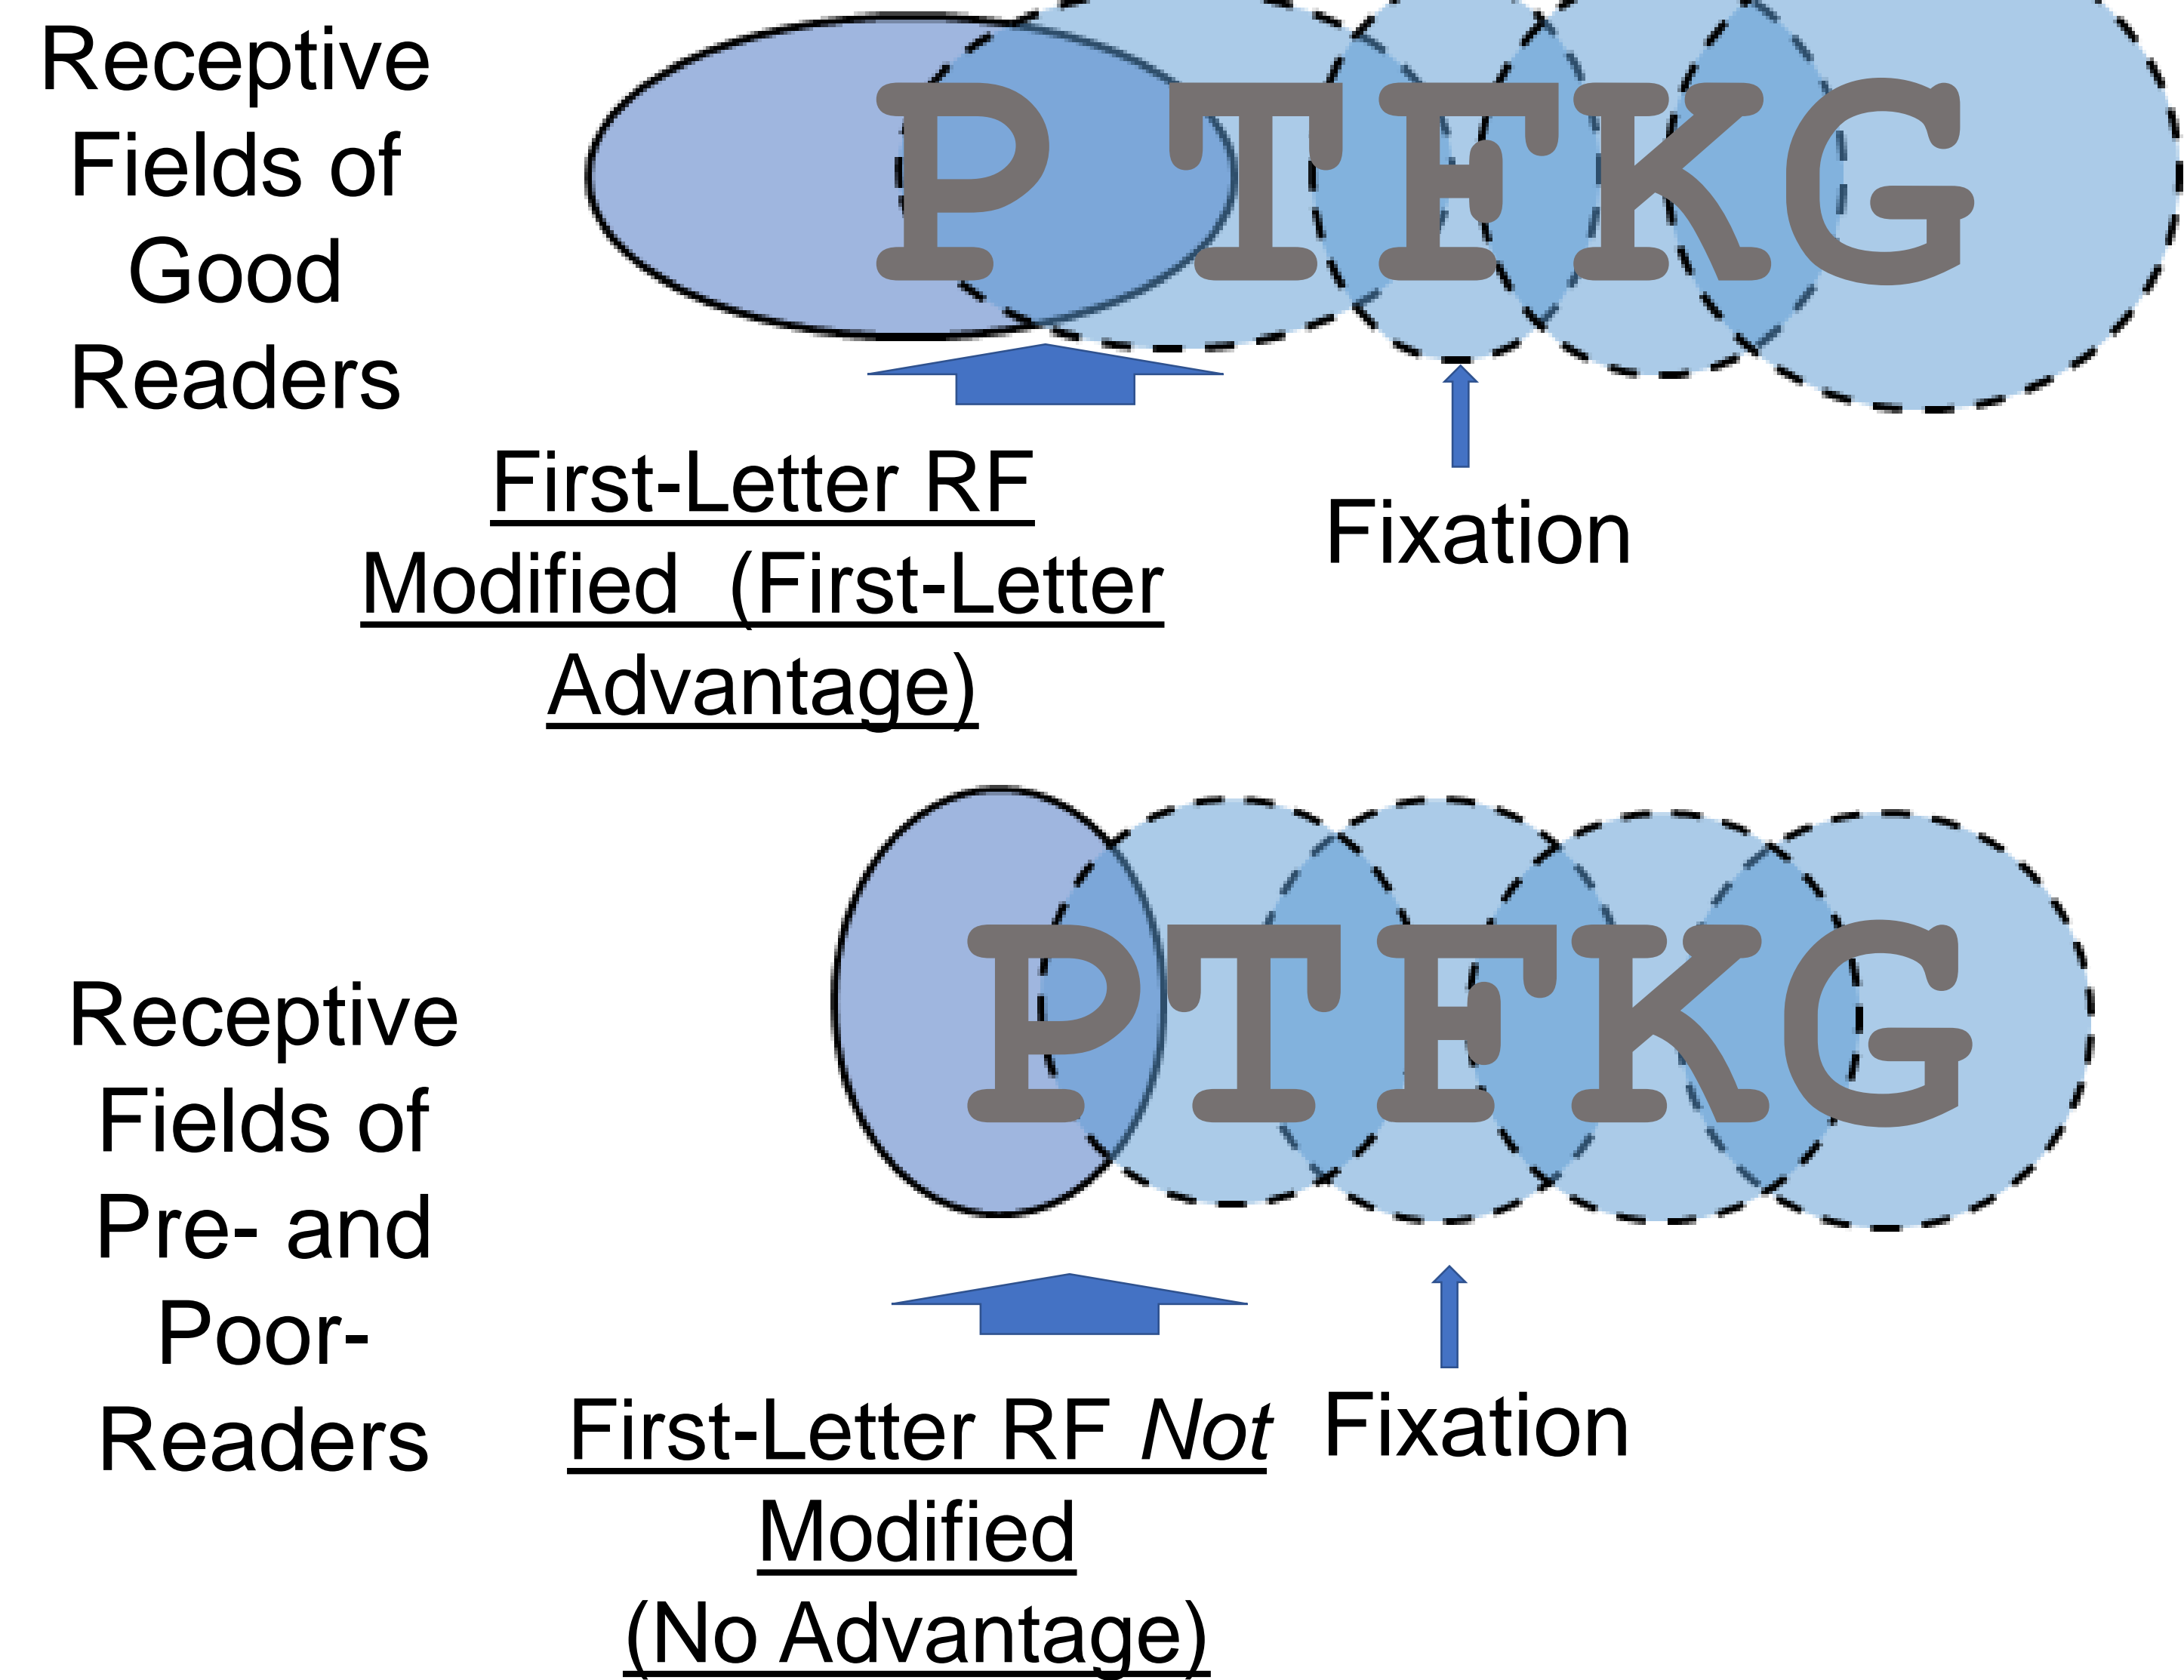 Receptive
Fields of
Good
Readers
P TFKG
First-Letter RF
Modified (First-Letter
Advantage)
Fixation
Receptive
Fields of
Pre- and
Poor-
Readers
PTFKG
First-Letter RF Not
Modified
(No Advantage)
Fixation